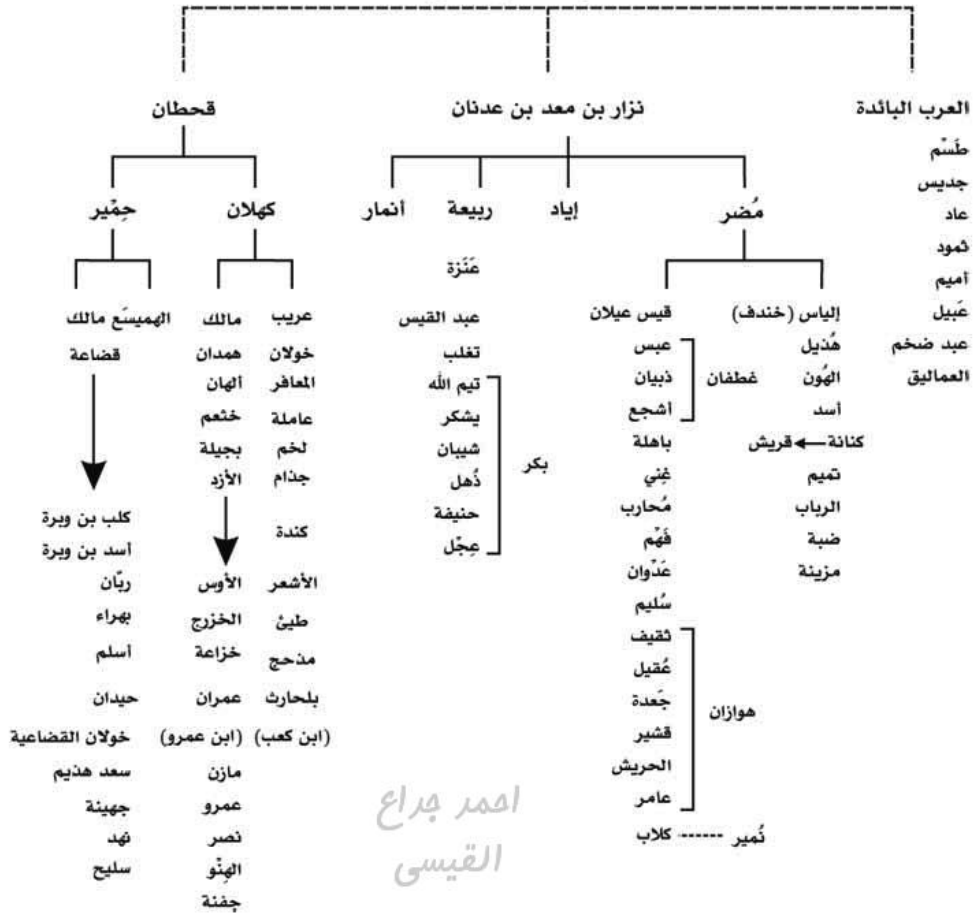 العرب البائدة
طَسْم
جديس
عاد
ثمود
أميم
عَبيل
عبد ضخم
العماليق
نزار بن معد بن عدنان
مُضر
إياد
ربيعة
أنمار
إلياس (خندف)
هُذيل
الهُون
أسد
كنانة
قريش
تميم
الرباب
ضبة
مزينة
قيس عيلان
عبس
ذبيان
أشجع
غطفان
باهلة
غِني
مُحارب
فَهْم
عَدْوان
سُليم
ثقيف
عُقيل
جَعدة
قشير
الحريش
عامر
هوازان
نُمير
كلاب
عَنَزة
عبد القيس
تغلب
تيم الله
يشكر
شيبان
ذُهل
حنيفة
عِجْل
بكر
قحطان
كهلان
حِمْير
عريب
خولان
المعافر
عاملة
لخم
جذام
كندة
الأشعر
طيئ
مذحج
بلحارث
(ابن كعب)
مالك
همدان
ألهان
خثعم
بجيلة
الأزد
الأوس
الخزرج
خزاعة
عمران
(ابن عمرو)
مازن
عمرو
نصر
الهِنْو
جفنة
الهميسَع
مالك
قضاعة
كلب بن وبرة
أسد بن وبرة
ربّان
بهراء
أسلم
حيدان
خولان القضاعية
سعد هذيم
جهينة
نهد
سليح
احمد جراع
القيسى